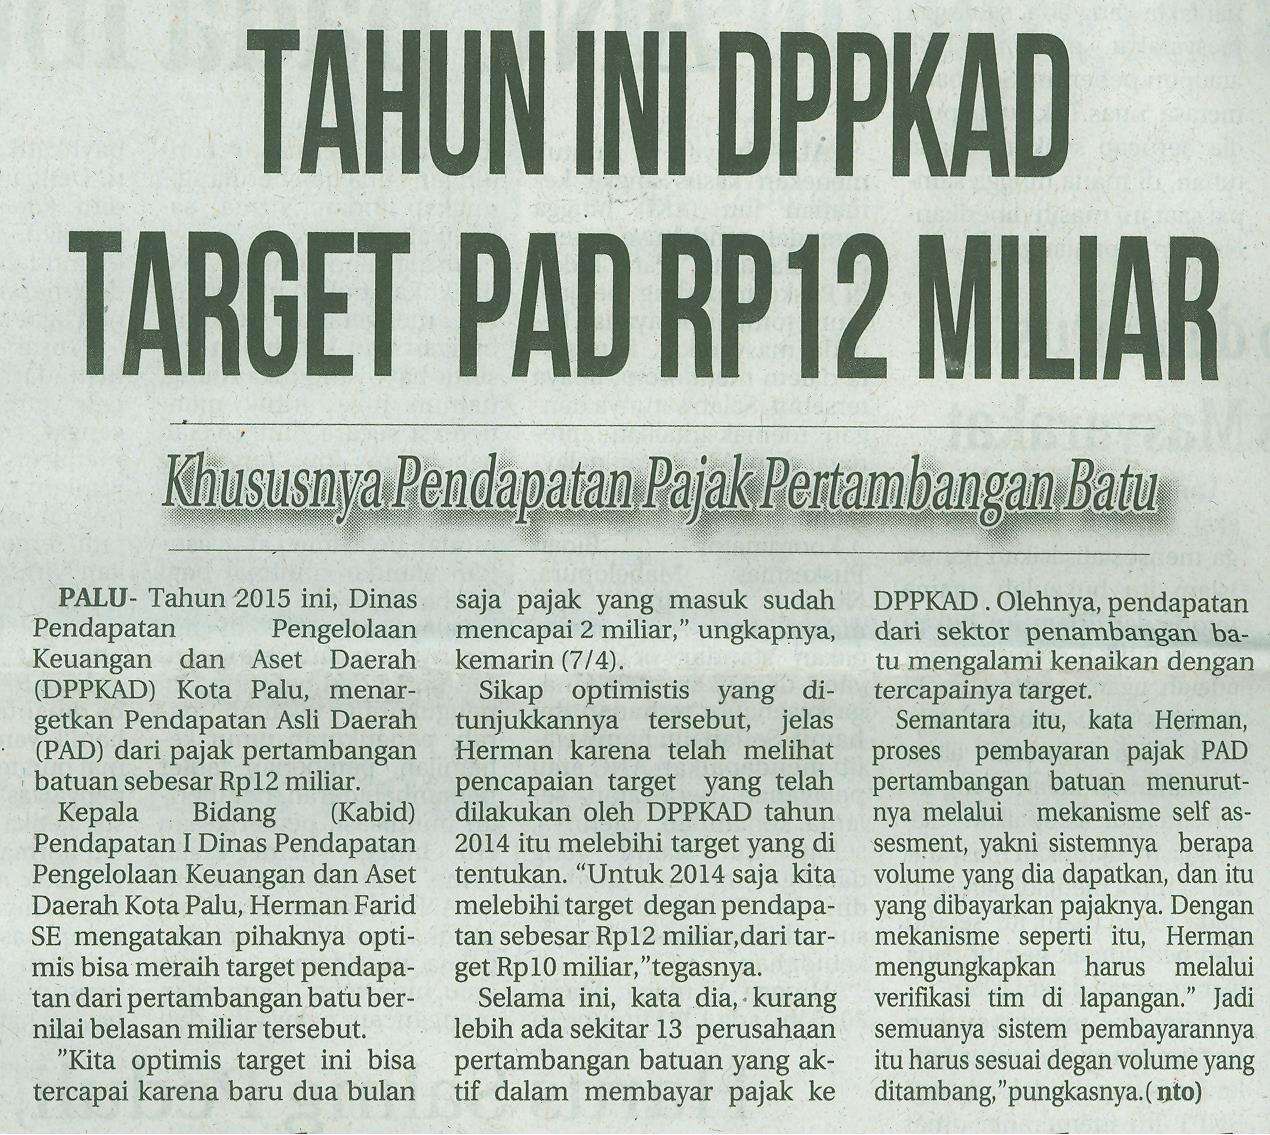 TAHUN INI DPPKAD
TARGET PAD RP12 MILIAR
Khususnya Pendapatan Pajak Pertambangan Batu
PALU- Tahun 2015 ini, Dinas
Pendapatan Pengelolaan
Keuangan dan Aset Daerah
(DPPKAD) Kota Palu, menar-
getkan Pendapatan Asli Daerah
(PAD) dari pajak pertambangan
batuan sebesar Rp12 miliar.
Kepala Bidang (Kabid)
Pendapatan I Dinas Pendapatan
Pengelolaan Keuangan dan Aset
Daerah Kota Palu, Herman Farid
SE mengatakan pihaknya opti-
mis bisa meraih target pendapa-
tan dari pertambangan batu ber-
nilai belasan miliar tersebut.
”Kita optimis target ini bisa
tercapai karena baru dua bulan
saja pajak yang masuk sudah
mencapai 2 miliar,” ungkapnya,
kemarin (7/4).
Sikap optimistis yang di-
tunjukkannya tersebut, jelas
Herman karena telah melihat
pencapaian target yang telah
dilakukan oleh DPPKAD tahun
2014 itu melebihi target yang di
tentukan. “Untuk 2014 saja kita
melebihi target degan pendapa-
tan sebesar Rp12 miliar,dari tar-
get Rp10 miliar,”tegasnya.
Selama ini, kata dia, kurang
lebih ada sekitar 13 perusahaan
pertambangan batuan yang ak-
tif dalam membayar pajak ke
DPPKAD . Olehnya, pendapatan
dari sektor penambangan ba-
tu mengalami kenaikan dengan
tercapainya target.
Semantara itu, kata Herman,
proses pembayaran pajak PAD
pertambangan batuan menurut-
nya melalui mekanisme self as-
sesment, yakni sistemnya berapa
volume yang dia dapatkan, dan itu
yang dibayarkan pajaknya. Dengan
mekanisme seperti itu, Herman
mengungkapkan harus melalui
verifikasi tim di lapangan.” Jadi
semuanya sistem pembayarannya
itu harus sesuai degan volume yang
ditambang,”pungkasnya.( nto)